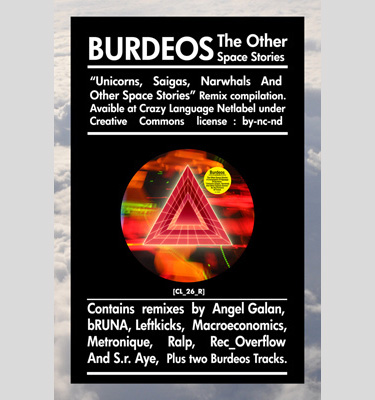 BURDEOS The Other
Space Stories
“Unicorns, Saigas, Narwhals And
Other Space Stories” Remix compilation.
Avaible at Crazy Language Netlabel under
Creative Commons license : by-nc-nd
Burdeos
[CL_26_R]
Contains remixes by Angel Galan,
bRUNA, Leftkicks, Macroeconomics,
Metronique, Ralp, Rec_Overflow
And S.r. Aye, Plus two Burdeos Tracks.